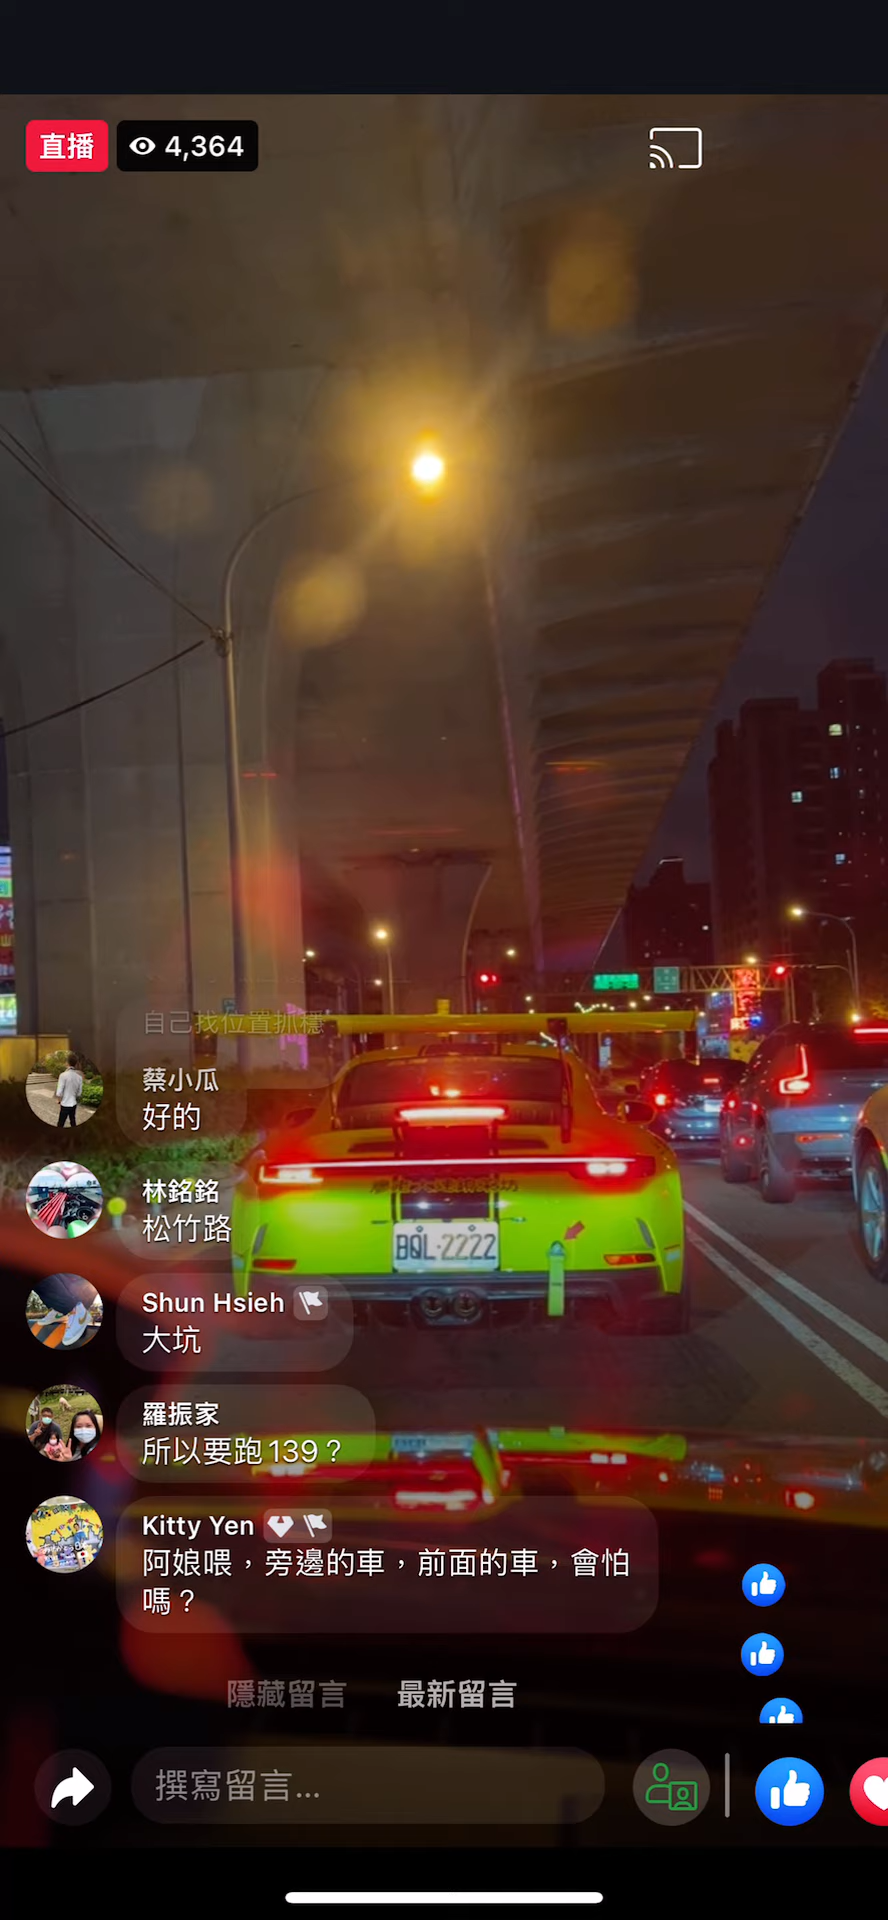 直播
4,364
自己找位置抓穩
蔡小瓜
好的
林銘銘
松竹路
Shun Hsieh
大坑
羅振家
所以要跑139？
Kitty Yen
阿娘喂，旁邊的車，前面的車，會怕
嗎？
BQL·2222
隱藏留言
最新留言
撰寫留言...